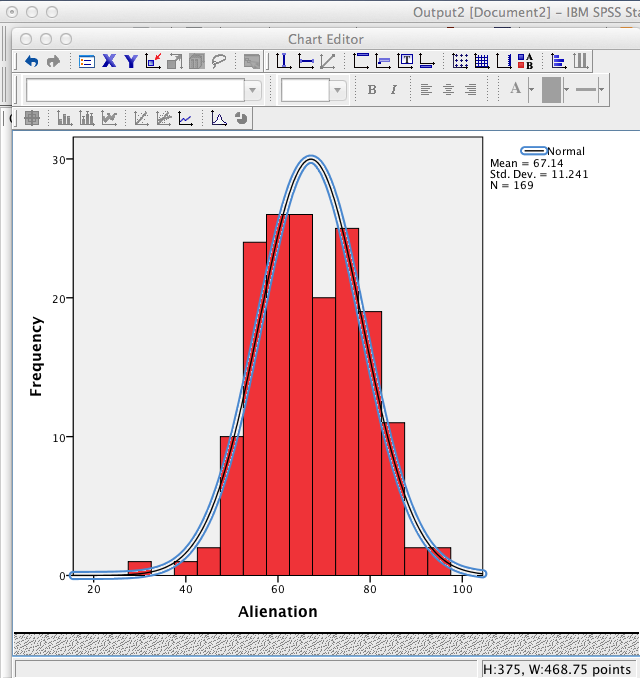 Output2 [Document2] – IBM SPSS Sta
Chart Editor
X Y
T
A
B
B I
A
Normal
Mean = 67.14
Std. Dev. = 11.241
N = 169
30
20
10
0
Frequency
20 40 60 80 100
Alienation
H:375, W:468.75 points